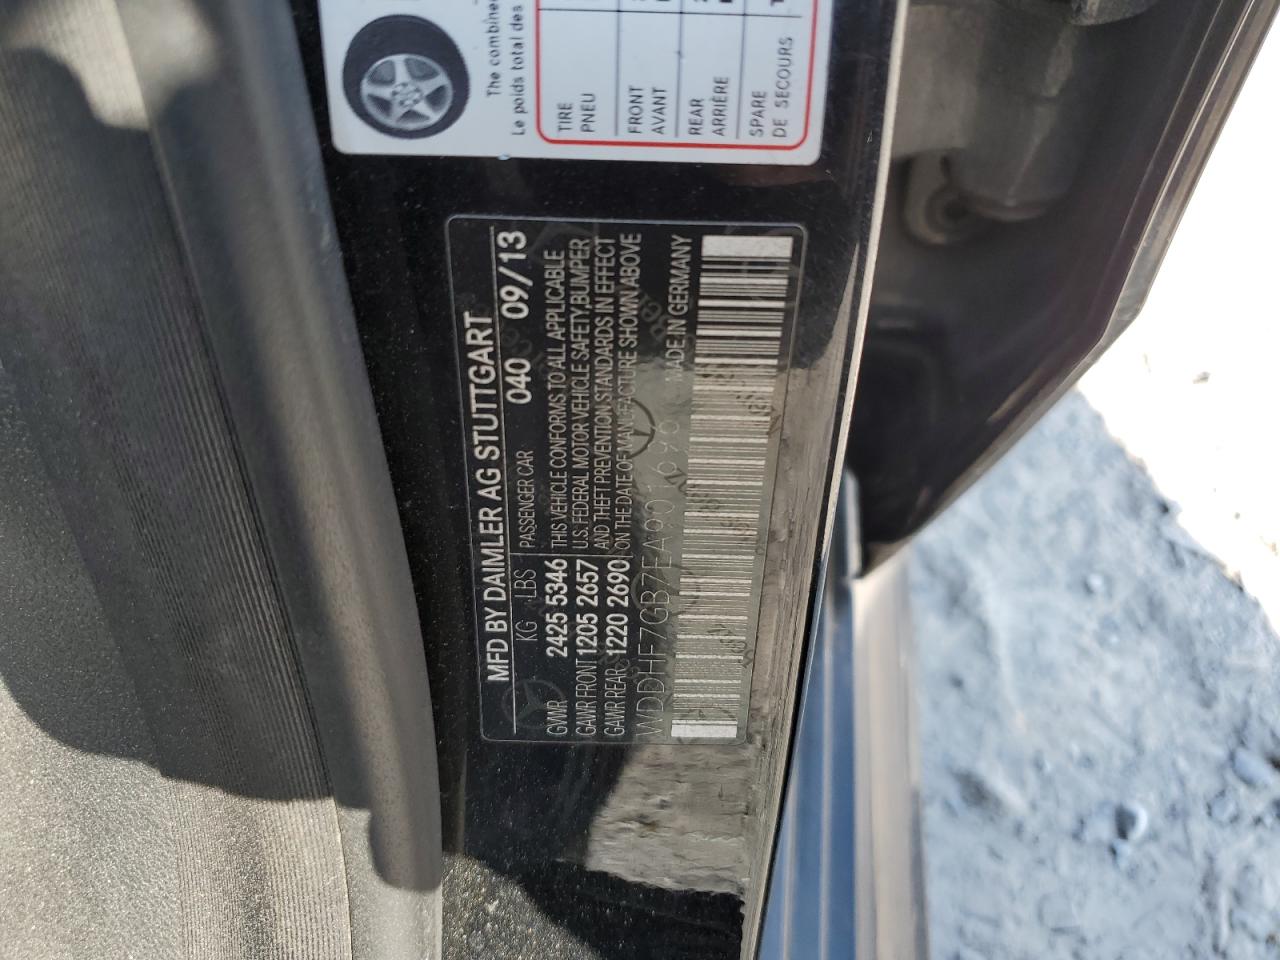 The combine
Le poids total des
TIRE
PNEU
FRONT
AVANT
REAR
ARRIÈRE
SPARE
DE SECOURS
MFD BY DAIMLER AG STUTTGART
KG LBS PASSENGER CAR 040 09/13
GVWR 2425 5346 THIS VEHICLE CONFORMS TO ALL APPLICABLE
GAWR FRONT 1205 2657 U.S. FEDERAL MOTOR VEHICLE SAFETY,BUMPER
GAWR REAR 1220 2690 AND THEFT PREVENTION STANDARDS IN EFFECT
ON THE DATE OF MANUFACTURE SHOWN ABOVE
MADE IN GERMANY